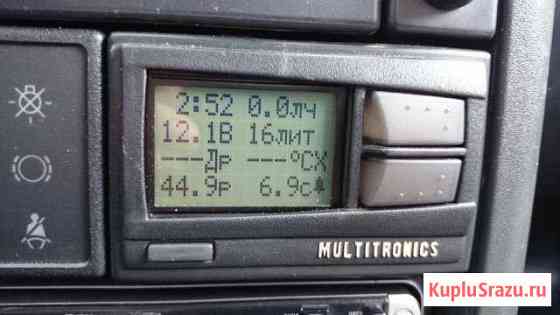 2:52 0.0лч
12.1В 16лит
---Др ---°СХ
44.9р 6.9с
MULTITRONICS
KupluSrazu.ru